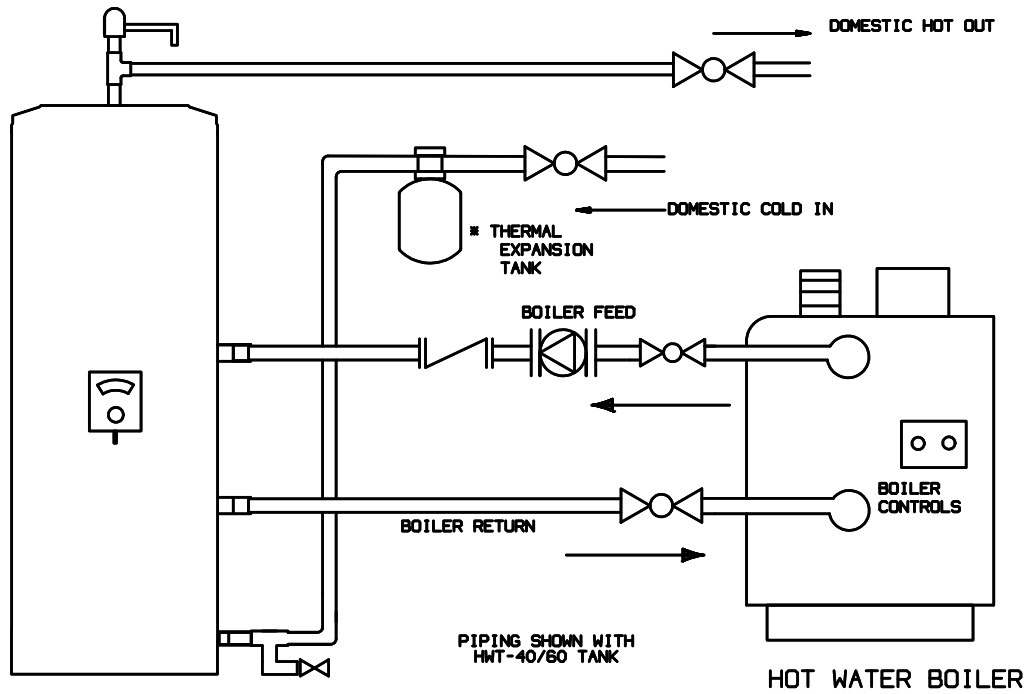 DOMESTIC HOT OUT
DOMESTIC COLD IN
* THERMAL
EXPANSION
TANK
BOILER FEED
BOILER
CONTROLS
BOILER RETURN
PIPING SHOWN WITH
HWT-40/60 TANK
HOT WATER BOILER